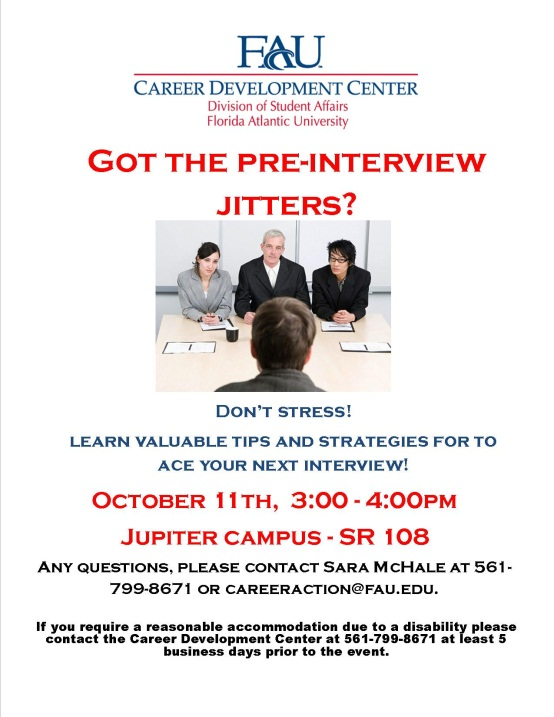 FAU
CAREER DEVELOPMENT CENTER
Division of Student Affairs
Florida Atlantic University
GOT THE PRE-INTERVIEW
JITTERS?
DON'T STRESS!
LEARN VALUABLE TIPS AND STRATEGIES FOR TO
ACE YOUR NEXT INTERVIEW!
OCTOBER 11TH, 3:00 - 4:00PM
JUPITER CAMPUS - SR 108
ANY QUESTIONS, PLEASE CONTACT SARA MCHALE AT 561-
799-8671 OR CAREERACTION@FAU.EDU.
If you require a reasonable accommodation due to a disability please
contact the Career Development Center at 561-799-8671 at least 5
business days prior to the event.